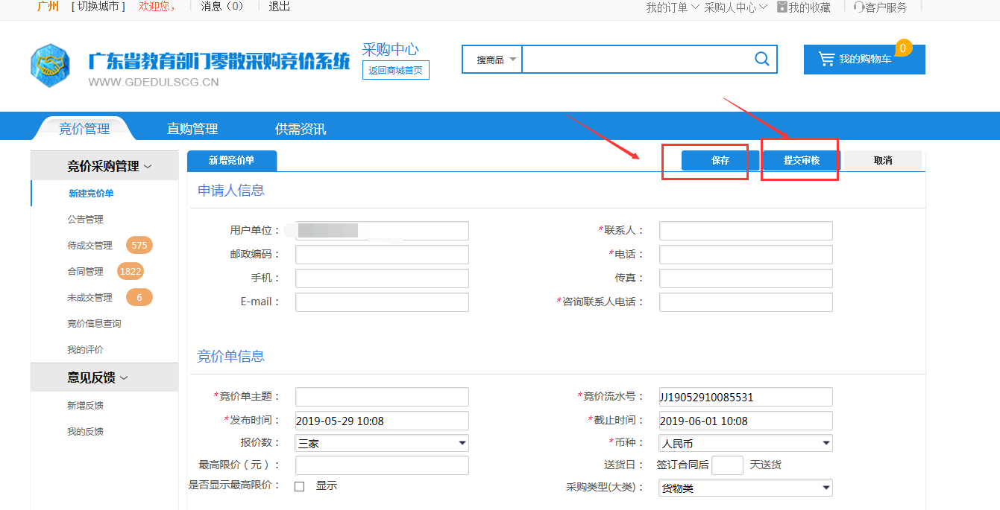 广州 [ 切换城市 ] 欢迎您， 消息（0） 退出 我的订单 采购人中心 我的收藏 客户服务
广东省教育部门零散采购竞价系统
WWW.GDEDULSCG.CN
采购中心
返回商城首页
搜商品
我的购物车 0
竞价管理 直购管理 供需资讯
竞价采购管理
新建竞价单
公告管理
待成交管理 575
合同管理 1822
未成交管理 6
竞价信息查询
我的评价
意见反馈
新增反馈
我的反馈
新增竞价单 保存 提交审核 取消
申请人信息
用户单位： *联系人：
邮政编码： *电话：
手机： 传真：
E-mail： *咨询联系人电话：
竞价单信息
*竞价单主题： *竞价流水号： JJ19052910085531
*发布时间： 2019-05-29 10:08 *截止时间： 2019-06-01 10:08
报价数： 三家 *币种： 人民币
最高限价（元）： 送货日： 签订合同后 天送货
是否显示最高限价： 显示 采购类型(大类)： 货物类